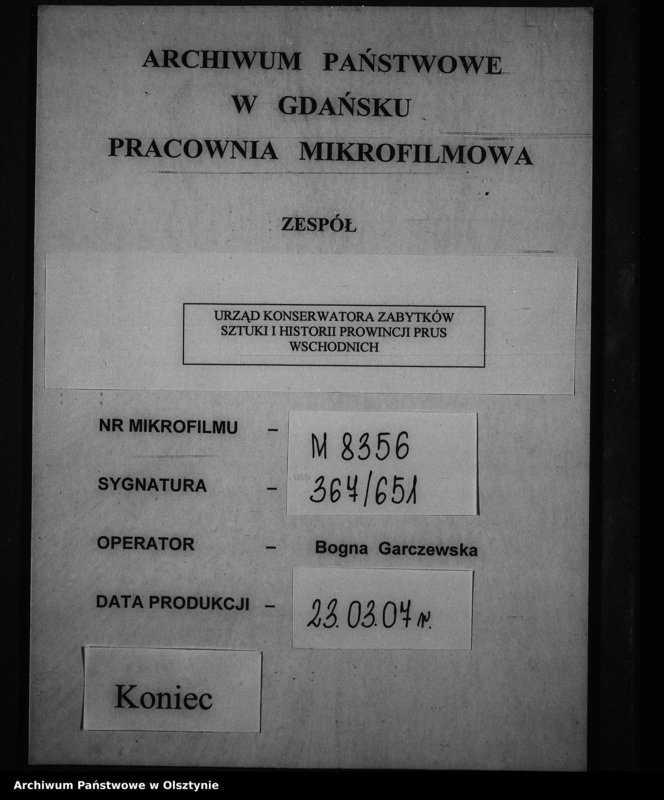 ARCHIWUM PAŃSTWOWE
W GDAŃSKU
PRACOWNIA MIKROFILMOWA
ZESPÓŁ
URZĄD KONSERWATORA ZABYTKÓW
SZTUKI I HISTORII PROWINCJI PRUS
WSCHODNICH
NR MIKROFILMU – M 8356
SYGNATURA – 367/651
OPERATOR – Bogna Garczewska
DATA PRODUKCJI – 23.03.07 r.
Koniec
Archiwum Państwowe w Olsztynie